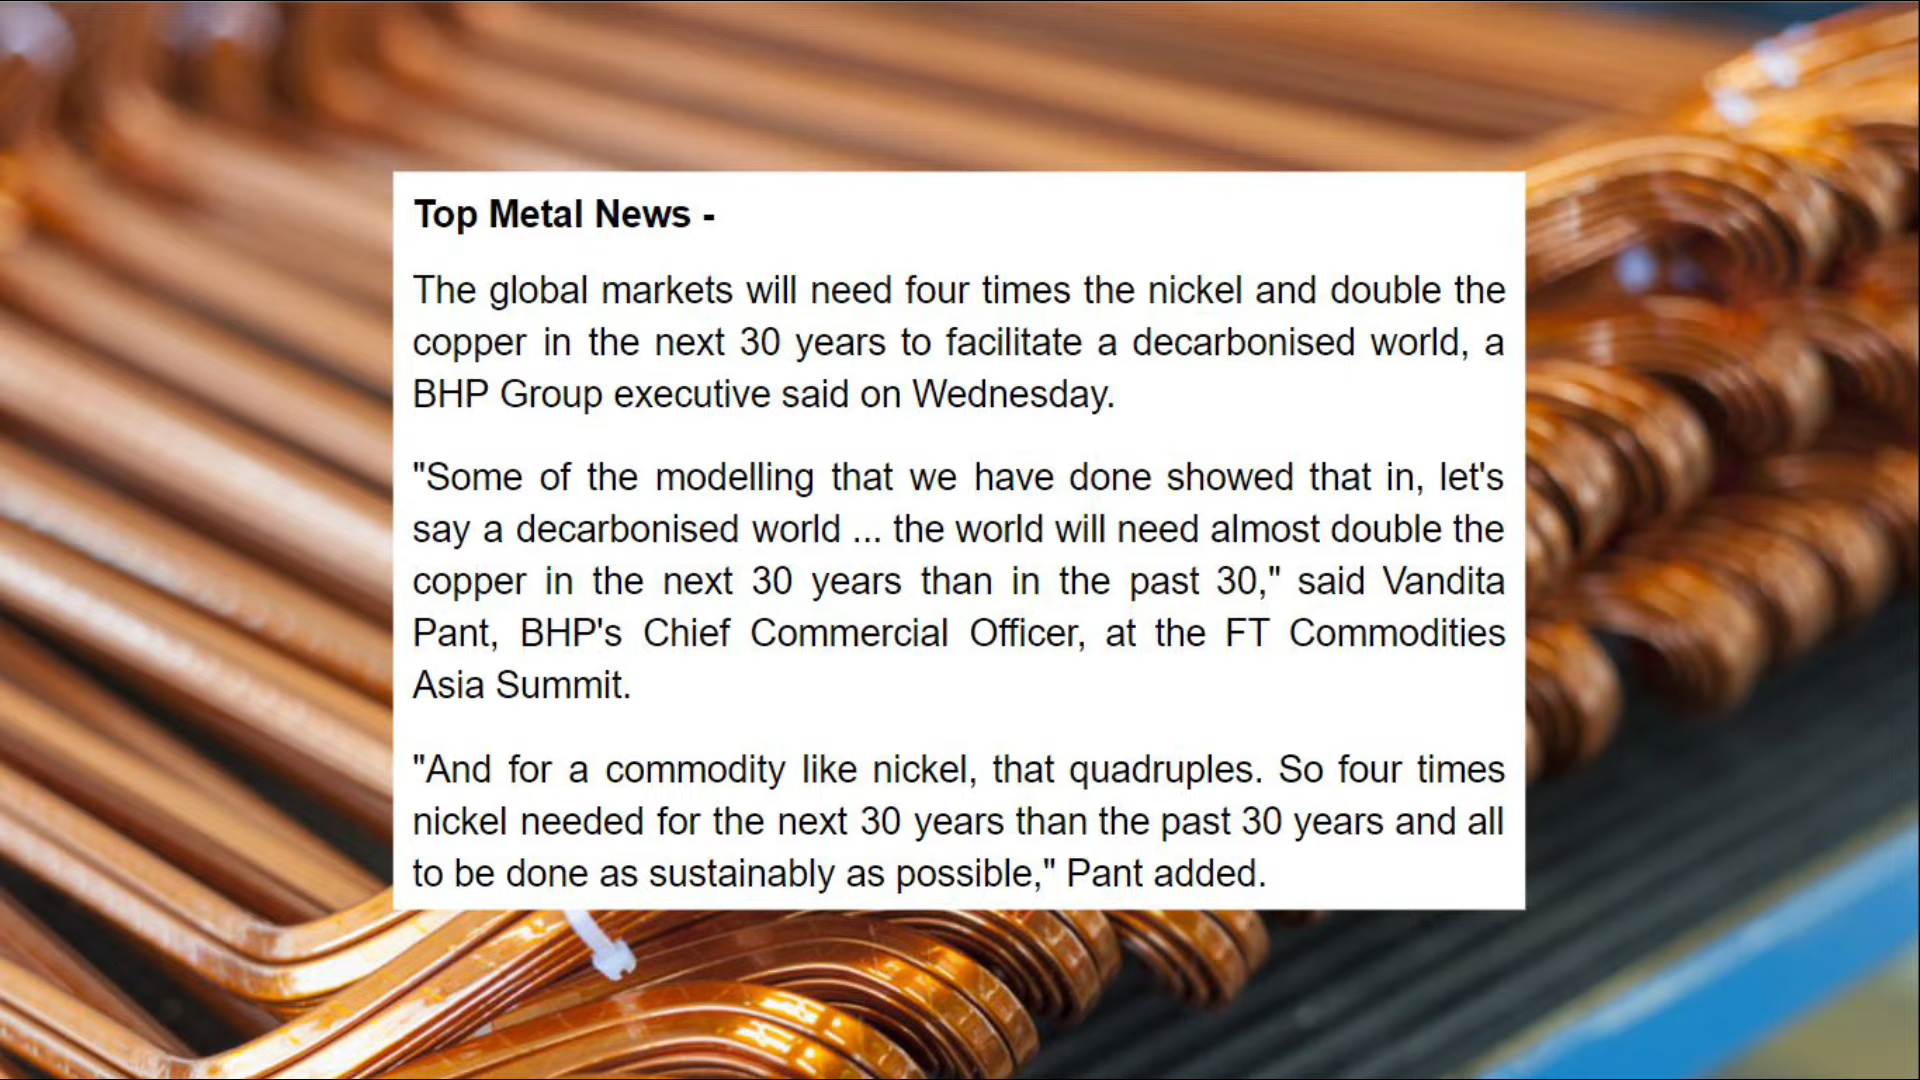 Top Metal News -
The global markets will need four times the nickel and double the
copper in the next 30 years to facilitate a decarbonised world, a
BHP Group executive said on Wednesday.
"Some of the modelling that we have done showed that in, let's
say a decarbonised world ... the world will need almost double the
copper in the next 30 years than in the past 30," said Vandita
Pant, BHP's Chief Commercial Officer, at the FT Commodities
Asia Summit.
"And for a commodity like nickel, that quadruples. So four times
nickel needed for the next 30 years than the past 30 years and all
to be done as sustainably as possible," Pant added.